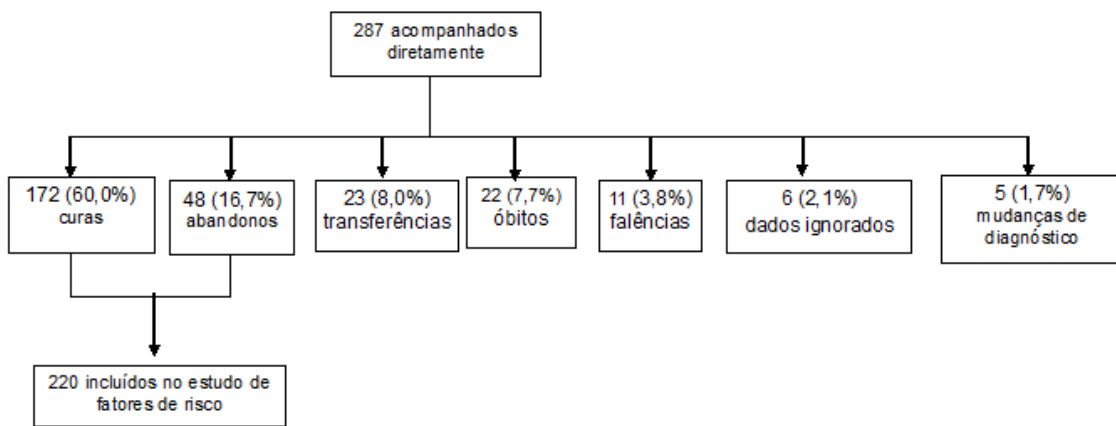 287 acompanhados
diretamente
172 (60,0%)
curas
48 (16,7%)
abandonos
23 (8,0%)
transferências
22 (7,7%)
óbitos
11 (3,8%)
falências
6 (2,1%)
dados ignorados
5 (1,7%)
mudanças de
diagnóstico
220 incluídos no estudo de
fatores de risco